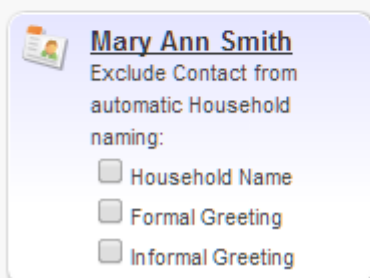 Mary Ann Smith
Exclude Contact from
automatic Household
naming:
Household Name
Formal Greeting
Informal Greeting